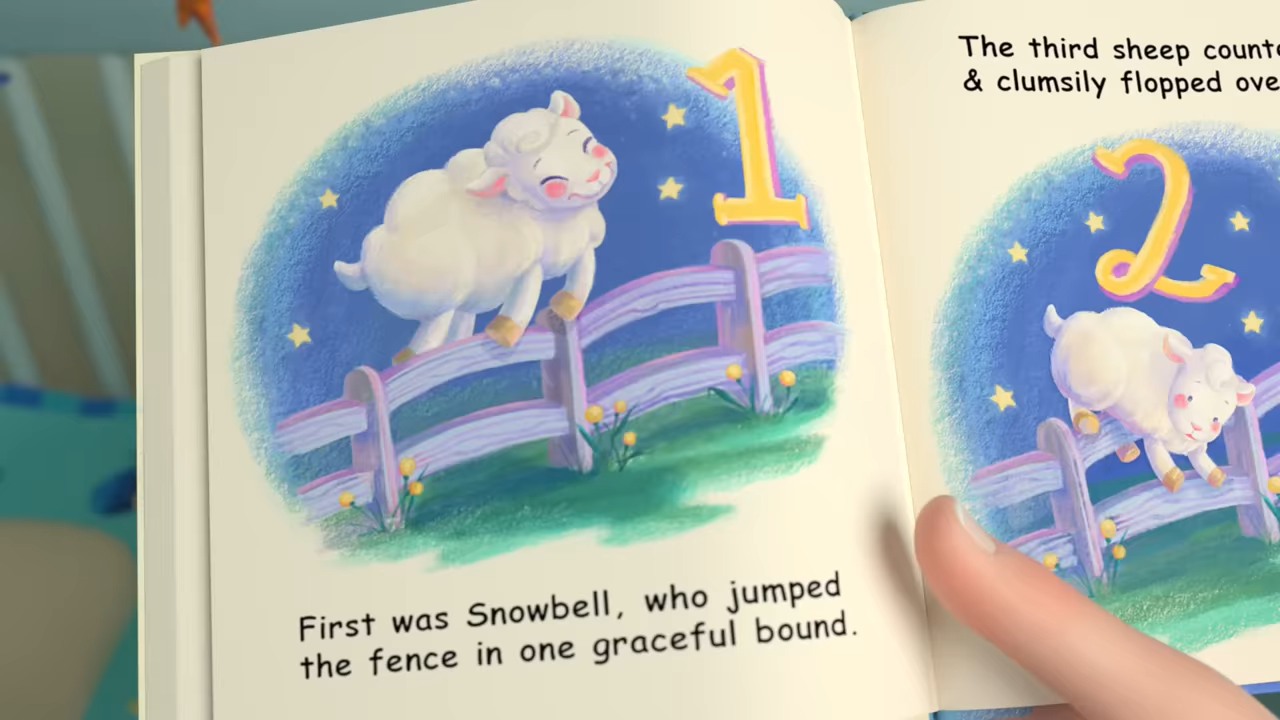 1
First was Snowbell, who jumped
the fence in one graceful bound.
The third sheep
& clumsily flopped
2